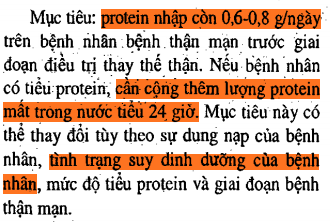 Mục tiêu: protein nhập còn 0,6-0,8 g/ngày
trên bệnh nhân bệnh thận mạn trước giai
đoạn điều trị thay thế thận. Nếu bệnh nhân
có tiểu protein, cần cộng thêm lượng protein
mất trong nước tiểu 24 giờ. Mục tiêu này có
thể thay đổi tùy theo sự dung nạp của bệnh
nhân, tình trạng suy dinh dưỡng của bệnh
nhân, mức độ tiểu protein và giai đoạn bệnh
thận mạn.